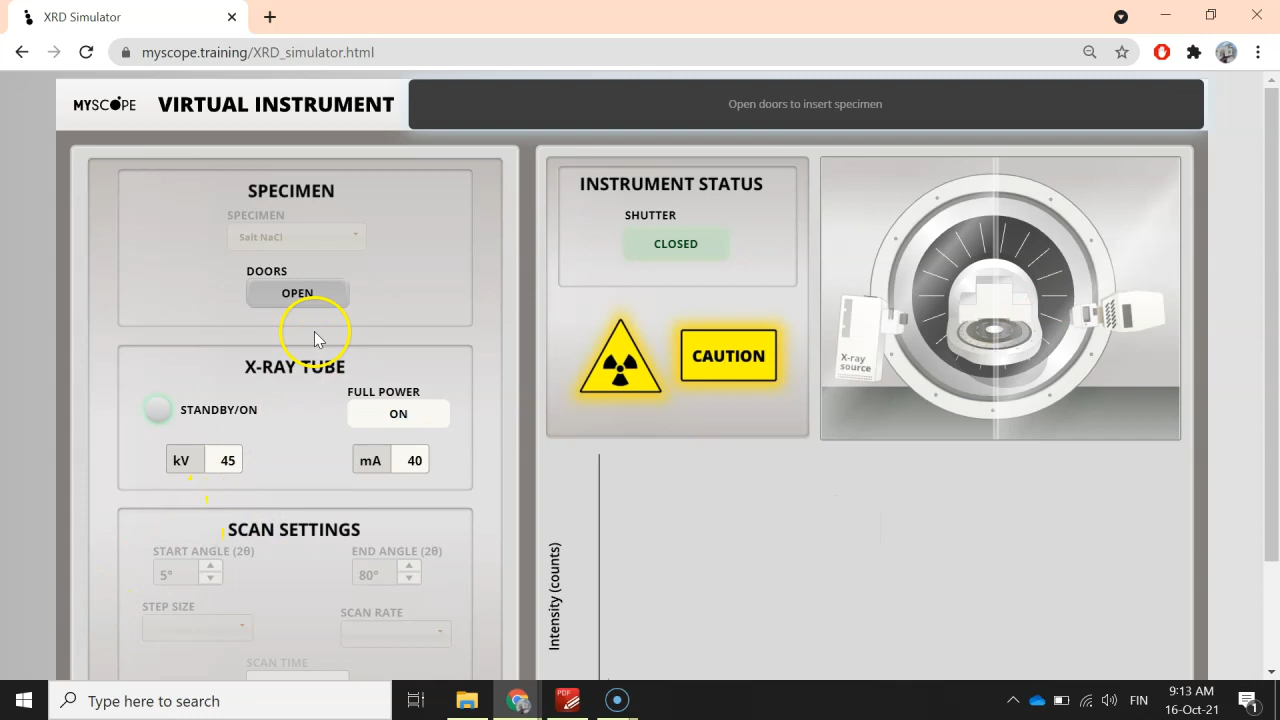 XRD Simulator
myscope.training/XRD_simulator.html
MYSCOPE
VIRTUAL INSTRUMENT
Open doors to insert specimen
SPECIMEN
SPECIMEN
Salt NaCl
DOORS
OPEN
X-RAY TUBE
STANDBY/ON
FULL POWER
ON
kV 45
mA 40
SCAN SETTINGS
START ANGLE (2θ)
END ANGLE (2θ)
5°
80°
STEP SIZE
SCAN RATE
SCAN TIME
INSTRUMENT STATUS
SHUTTER
CLOSED
CAUTION
X-ray
source
Intensity (counts)
Type here to search
FIN
9:13 AM
16-Oct-21
1